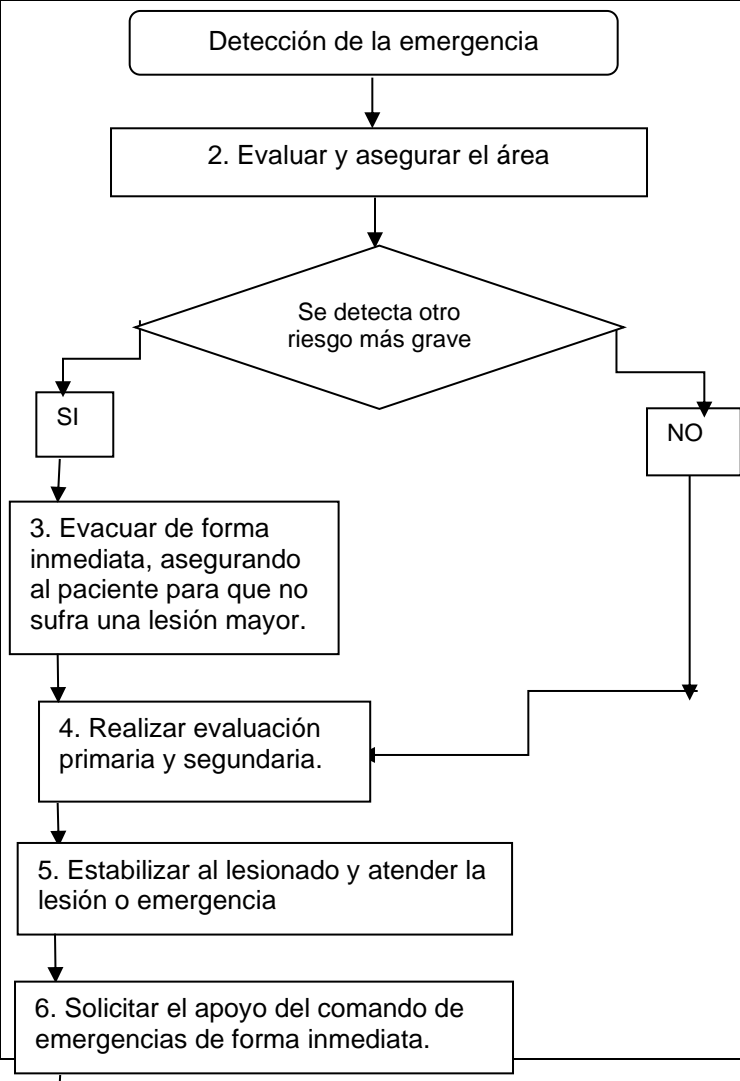 Detección de la emergencia
2. Evaluar y asegurar el área
Se detecta otro
riesgo más grave
SI
NO
3. Evacuar de forma
inmediata, asegurando
al paciente para que no
sufra una lesión mayor.
4. Realizar evaluación
primaria y segundaria.
5. Estabilizar al lesionado y atender la
lesión o emergencia
6. Solicitar el apoyo del comando de
emergencias de forma inmediata.